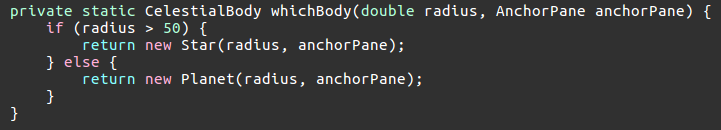 private static CelestialBody whichBody(double radius, AnchorPane anchorPane) {
    if (radius > 50) {
        return new Star(radius, anchorPane);
    } else {
        return new Planet(radius, anchorPane);
    }
}